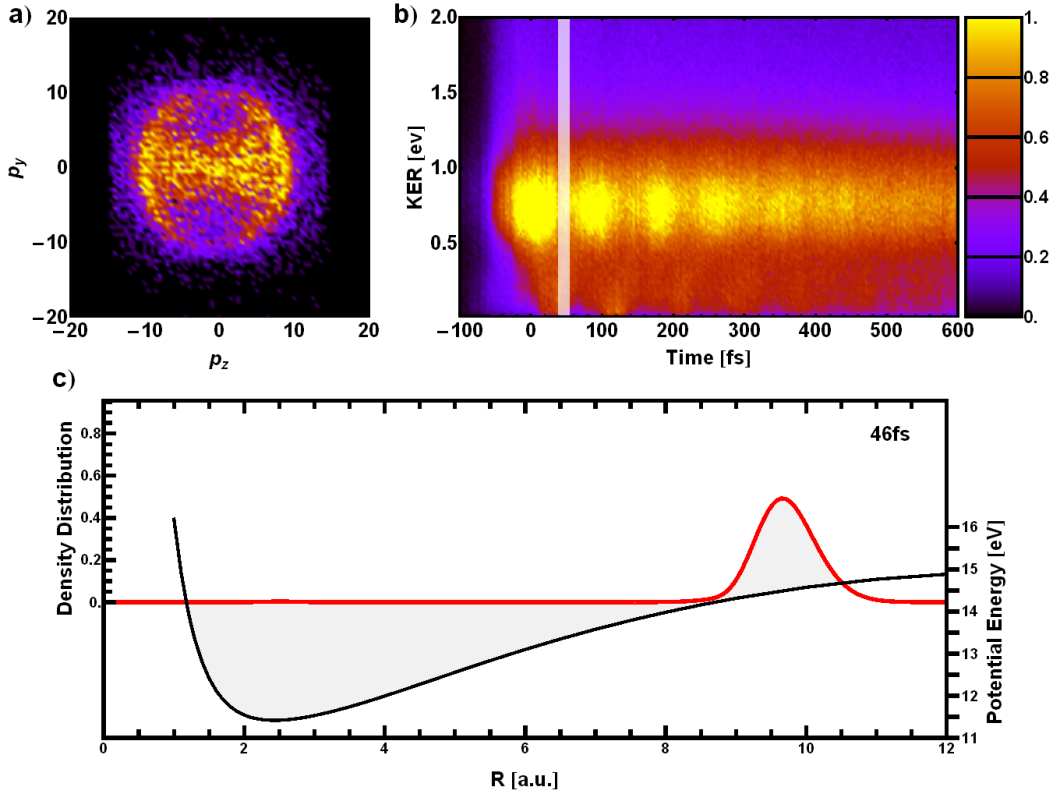 a)
20
10
0
−10
−20
p_y
−20 −10 0 10 20
p_z
b)
2.0
1.5
1.0
0.5
KER [ev]
−100 0 100 200 300 400 500 600
Time [fs]
1.
0.8
0.6
0.4
0.2
0.
c)
46fs
0.8
0.6
0.4
0.2
0.
Density Distribution
16
15
14
13
12
11
Potential Energy [eV]
0 2 4 6 8 10 12
R [a.u.]